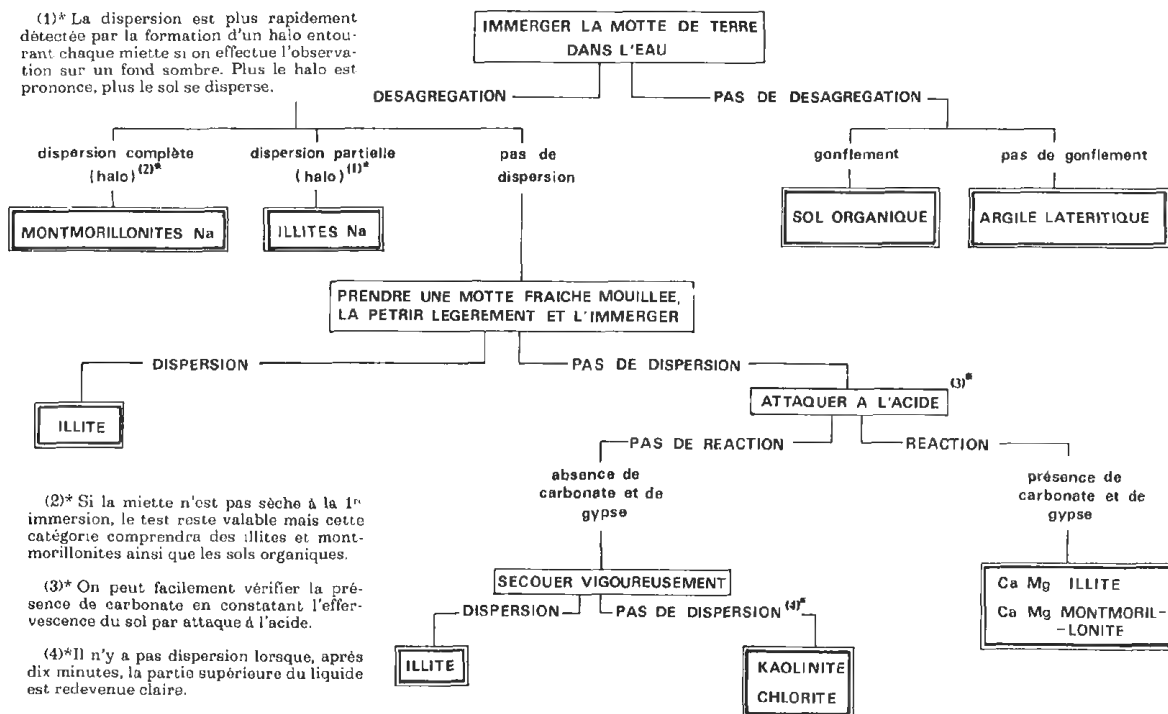 (1)* La dispersion est plus rapidement
détectée par la formation d'un halo entou-
rant chaque miette si on effectue l'observa-
tion sur un fond sombre. Plus le halo est
prononce, plus le sol se disperse.
IMMERGER LA MOTTE DE TERRE
DANS L'EAU
DESAGREGATION
PAS DE DESAGREGATION
dispersion complète
(halo)(2)*
dispersion partielle
(halo)(1)*
pas de
dispersion
gonflement
pas de gonflement
MONTMORILLONITES Na
ILLITES Na
SOL ORGANIQUE
ARGILE LATERITIQUE
PRENDRE UNE MOTTE FRAICHE MOUILLEE,
LA PETRIR LEGEREMENT ET L'IMMERGER
DISPERSION
PAS DE DISPERSION
ILLITE
ATTAQUER A L'ACIDE (3)*
PAS DE REACTION
REACTION
absence de
carbonate et de
gypse
présence de
carbonate et de
gypse
(2)* Si la miette n'est pas sèche à la 1re
immersion, le test reste valable mais cette
catégorie comprendra des illites et mont-
morillonites ainsi que les sols organiques.
(3)* On peut facilement vérifier la pré-
sence de carbonate en constatant l'effer-
vescence du sol par attaque à l'acide.
(4)*Il n'y a pas dispersion lorsque, après
dix minutes, la partie supérieure du liquide
est redevenue claire.
SECOUER VIGOUREUSEMENT
DISPERSION
PAS DE DISPERSION (4)*
ILLITE
KAOLINITE
CHLORITE
Ca Mg ILLITE
Ca Mg MONTMORIL-
-LONITE